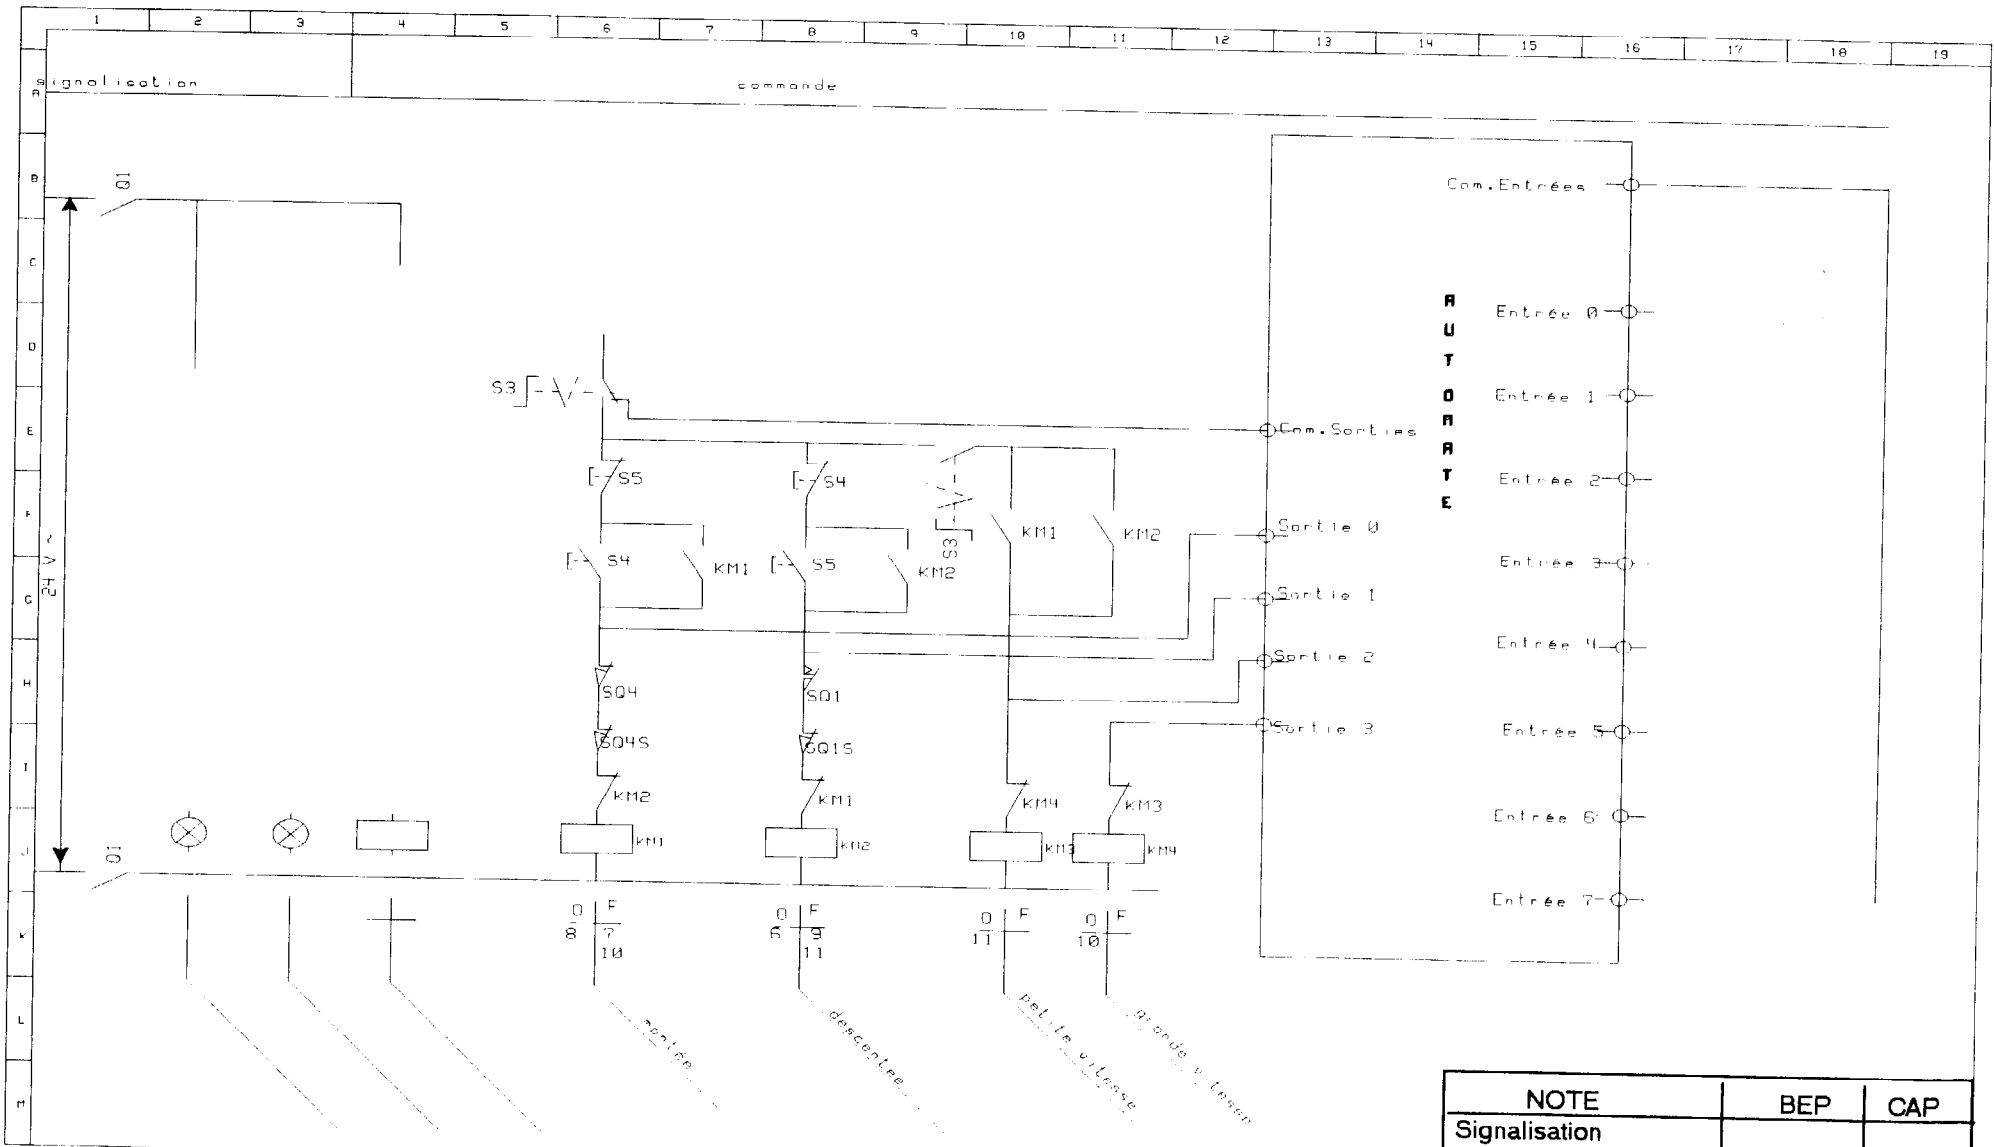 1 2 3 4 5 6 7 8 9 10 11 12 13 14 15 16 17 18 19
signalisation commande
A
B
C
D
E
F
G
H
I
J
K
L
M
Q1
24 V ~
Q1
S3
S5
S4
S3
S4
KM1
S5
KM2
KM1
KM2
SQ4
SQ1
SQ4S
SQ1S
KM2
KM1
KM4
KM3
KM1
KM2
KM3
KM4
O F
8 7
10
O F
6 9
11
O F
11
O
10
montée
descentee
petite vitesse
grande vitesse
Com.Entrées
AUTOMATE
Entrée 0
Entrée 1
Com.Sorties
Entrée 2
Sortie 0
Entrée 3
Sortie 1
Entrée 4
Sortie 2
Sortie 3
Entrée 5
Entrée 6
Entrée 7
NOTE BEP CAP
Signalisation